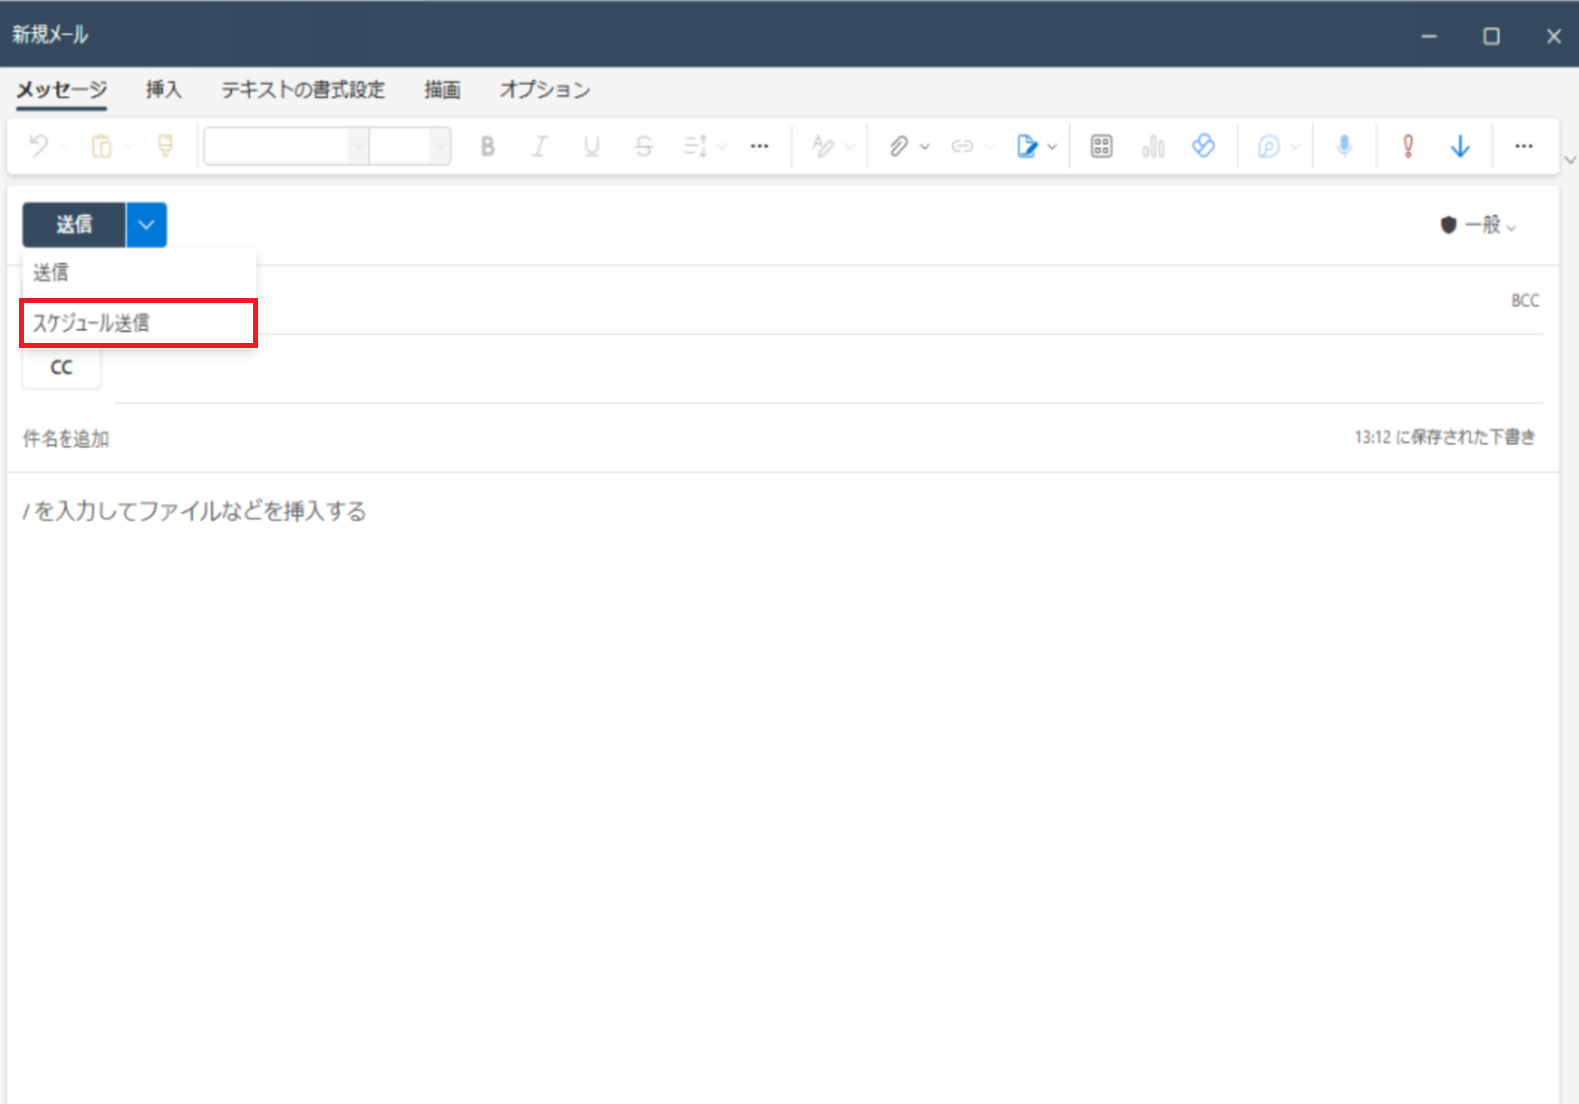 新規メール
メッセージ 挿入 テキストの書式設定 描画 オプション
送信
一般
送信
スケジュール送信
BCC
CC
件名を追加
13:12 に保存された下書き
/ を入力してファイルなどを挿入する